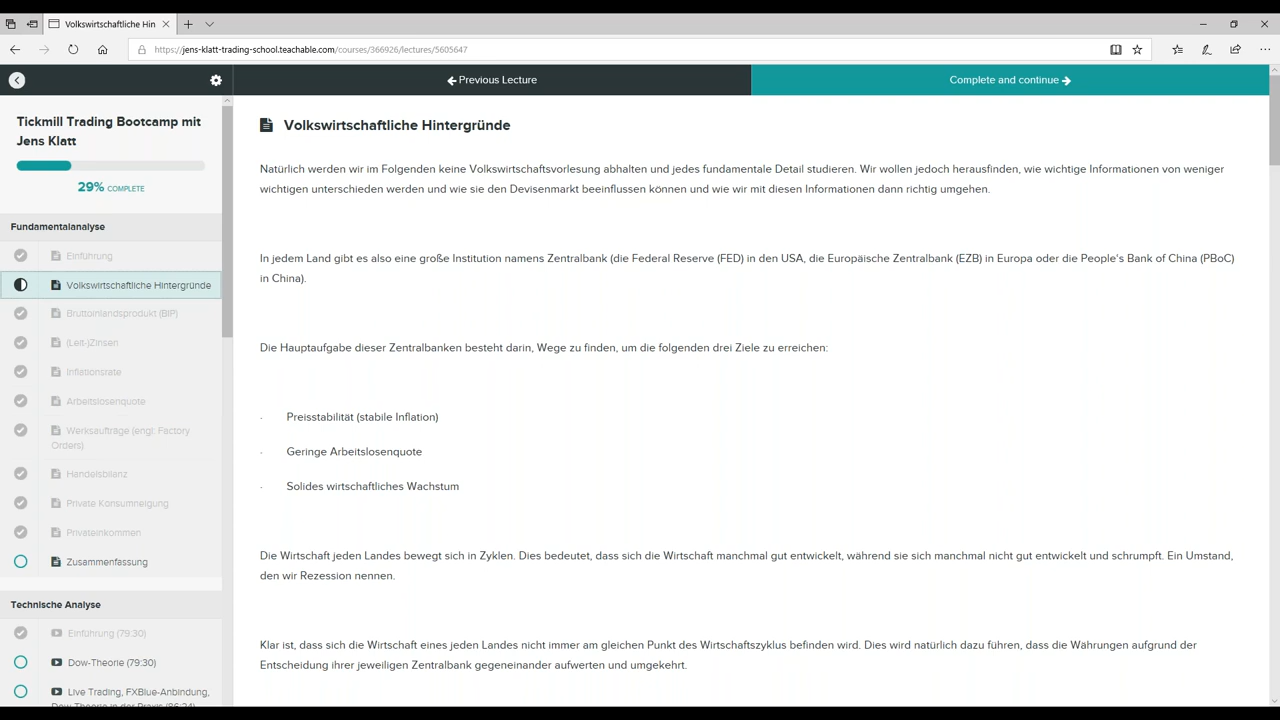 Volkswirtschaftliche Hin
https://jens-klatt-trading-school.teachable.com/courses/366926/lectures/5605647
Previous Lecture
Complete and continue
Tickmill Trading Bootcamp mit
Jens Klatt
29% COMPLETE
Fundamentalanalyse
Einführung
Volkswirtschaftliche Hintergründe
Bruttoinlandsprodukt (BIP)
(Leit-)Zinsen
Inflationsrate
Arbeitslosenquote
Werksaufträge (engl: Factory
Orders)
Handelsbilanz
Private Konsumneigung
Privateinkommen
Zusammenfassung
Technische Analyse
Einführung (79:30)
Dow-Theorie (79:30)
Live Trading, FXBlue-Anbindung,
Dow-Theorie in der Praxis (86:24)
Volkswirtschaftliche Hintergründe
Natürlich werden wir im Folgenden keine Volkswirtschaftsvorlesung abhalten und jedes fundamentale Detail studieren. Wir wollen jedoch herausfinden, wie wichtige Informationen von weniger
wichtigen unterschieden werden und wie sie den Devisenmarkt beeinflussen können und wie wir mit diesen Informationen dann richtig umgehen.
In jedem Land gibt es also eine große Institution namens Zentralbank (die Federal Reserve (FED) in den USA, die Europäische Zentralbank (EZB) in Europa oder die People's Bank of China (PBoC)
in China).
Die Hauptaufgabe dieser Zentralbanken besteht darin, Wege zu finden, um die folgenden drei Ziele zu erreichen:
- Preisstabilität (stabile Inflation)
- Geringe Arbeitslosenquote
- Solides wirtschaftliches Wachstum
Die Wirtschaft jeden Landes bewegt sich in Zyklen. Dies bedeutet, dass sich die Wirtschaft manchmal gut entwickelt, während sie sich manchmal nicht gut entwickelt und schrumpft. Ein Umstand,
den wir Rezession nennen.
Klar ist, dass sich die Wirtschaft eines jeden Landes nicht immer am gleichen Punkt des Wirtschaftszyklus befinden wird. Dies wird natürlich dazu führen, dass die Währungen aufgrund der
Entscheidung ihrer jeweiligen Zentralbank gegeneinander aufwerten und umgekehrt.